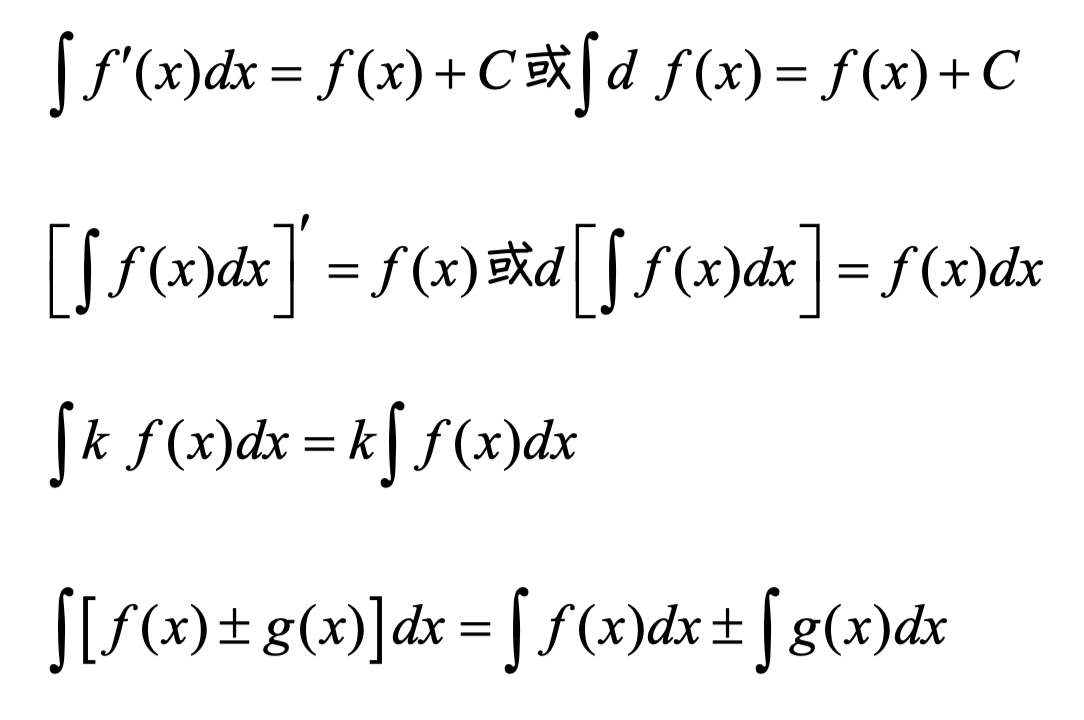 ∫ f′(x)dx = f(x) + C 或 ∫ d f(x) = f(x) + C
[∫ f(x)dx]′ = f(x) 或 d[∫ f(x)dx] = f(x)dx
∫ k f(x)dx = k∫ f(x)dx
∫[f(x) ± g(x)]dx = ∫ f(x)dx ± ∫ g(x)dx